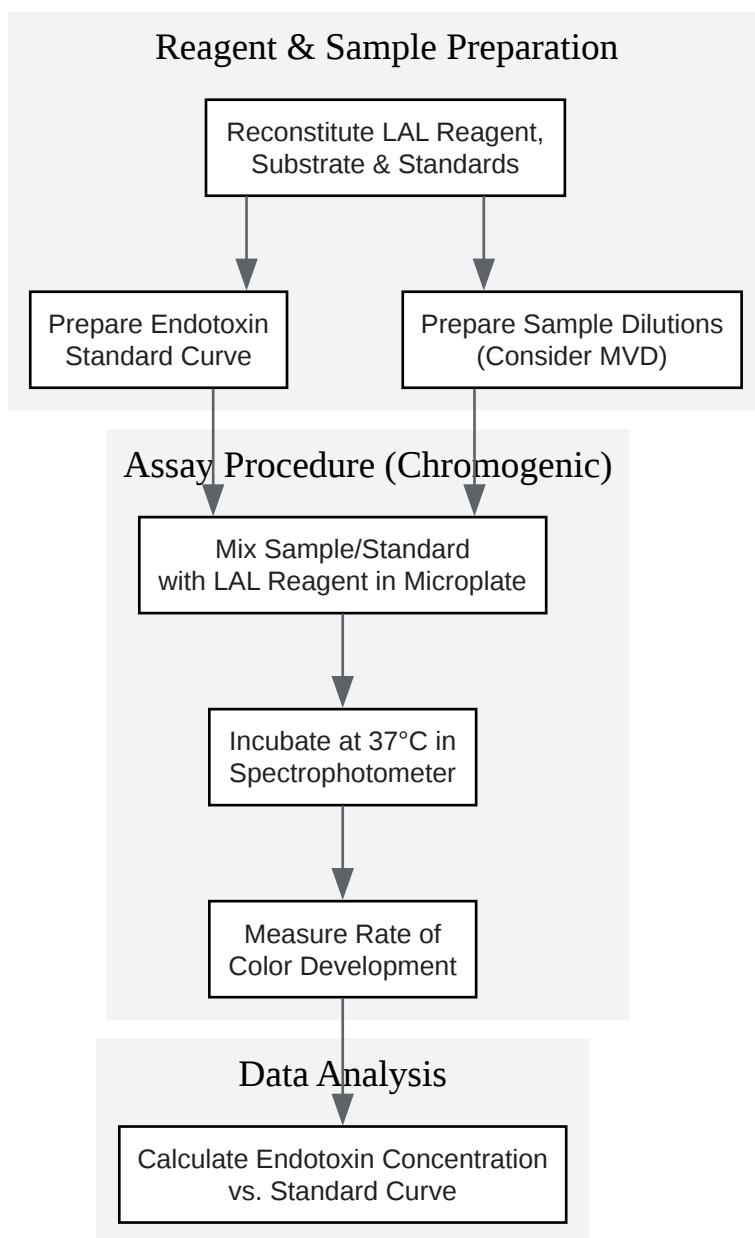 Reagent & Sample Preparation
Reconstitute LAL Reagent,
Substrate & Standards
Prepare Endotoxin
Standard Curve
Prepare Sample Dilutions
(Consider MVD)
Assay Procedure (Chromogenic)
Mix Sample/Standard
with LAL Reagent in Microplate
Incubate at 37°C in
Spectrophotometer
Measure Rate of
Color Development
Data Analysis
Calculate Endotoxin Concentration
vs. Standard Curve